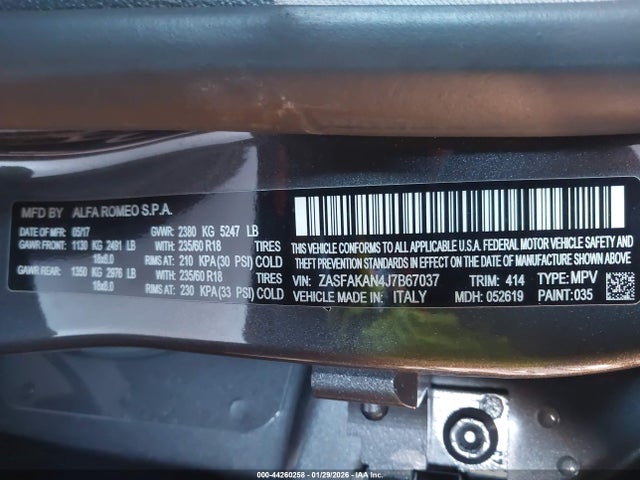 MFD BY ALFA ROMEO S.P.A.
DATE OF MFR: 05/17 GVWR: 2380 KG 5247 LB
GAWR FRONT: 1130 KG 2491 LB WITH: 235/60 R18 TIRES
18x8.0 RIMS AT: 210 KPA (30 PSI) COLD
GAWR REAR: 1350 KG 2976 LB WITH: 235/60 R18 TIRES
18x8.0 RIMS AT: 230 KPA (33 PSI) COLD
THIS VEHICLE CONFORMS TO ALL APPLICABLE U.S.A. FEDERAL MOTOR VEHICLE SAFETY AND
THEFT PREVENTION STANDARDS IN EFFECT ON THE DATE OF MANUFACTURE SHOWN ABOVE
VIN: ZASFAKAN4J7B67037 TRIM: 414 TYPE: MPV
VEHICLE MADE IN: ITALY MDH: 052619 PAINT: 035
000-44260258 - 01/29/2026 - IAAI HOLDINGS, LLC